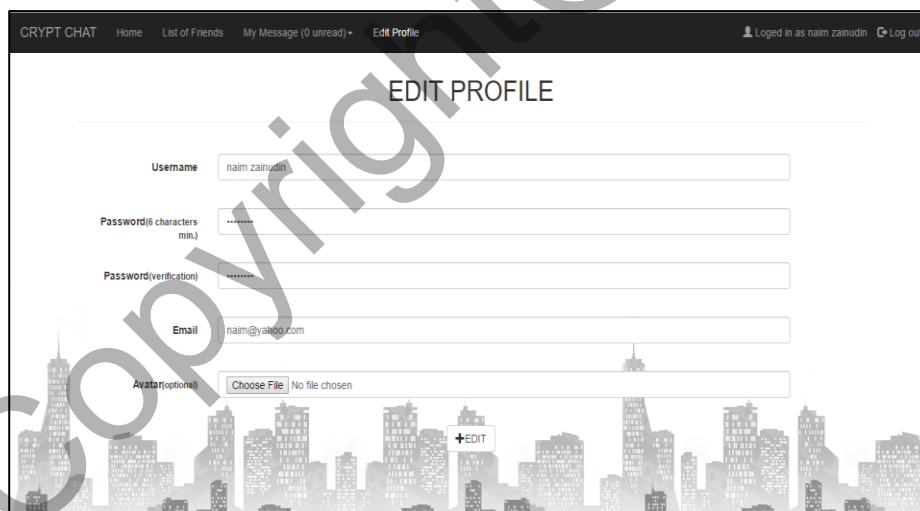 CRYPT CHAT Home List of Friends My Message (0 unread) Edit Profile Loged in as naim zainudin Log out
EDIT PROFILE
Username naim zainudin
Password(6 characters
min.)
••••••••
Password(verification) ••••••••
Email naim@yahoo.com
Avatar(optional) Choose File No file chosen
+EDIT
Copyright